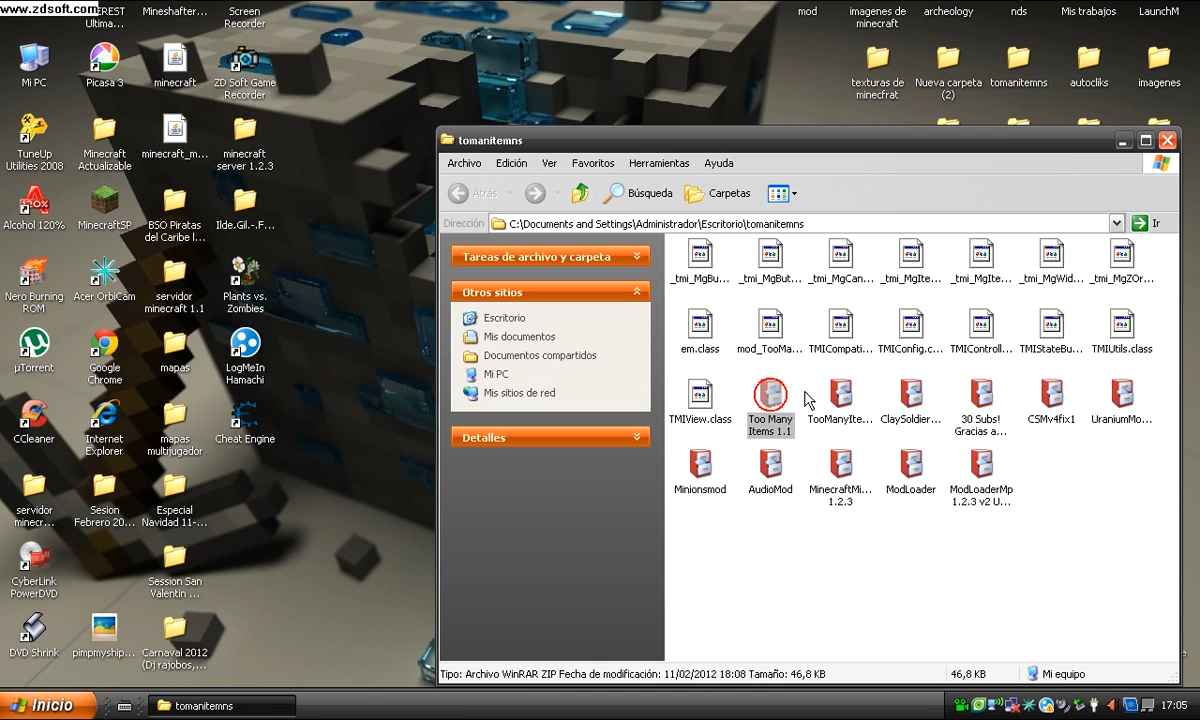 www.zdsoft.com
EREST
Ultima...
Mineshafter...
Screen
Recorder
mod
imagenes de
minecraft
archeology
nds
Mis trabajos
LaunchM
Mi PC
Picasa 3
minecraft
ZD Soft Game
Recorder
texturas de
minecfrat
Nueva carpeta
(2)
tomanitemns
autocliks
imagenes
TuneUp
Utilities 2008
Minecraft
Actualizable
minecraft_m...
minecraft
server 1.2.3
Alcohol 120%
MinecraftSP
BSO Piratas
del Caribe I...
Ilde.Gil.-.F...
Nero Burning
ROM
Acer OrbiCam
servidor
minecraft 1.1
Plants vs.
Zombies
µTorrent
Google
Chrome
mapas
LogMeIn
Hamachi
CCleaner
Internet
Explorer
mapas
multijugador
Cheat Engine
servidor
minecr...
Sesion
Febrero 20...
Especial
Navidad 11-...
CyberLink
PowerDVD
Session San
Valentin ...
DVD Shrink
pimpmyship...
Carnaval 2012
(Dj rajobos,...
tomanitemns
Archivo Edición Ver Favoritos Herramientas Ayuda
Atrás Búsqueda Carpetas
Dirección C:\Documents and Settings\Administrador\Escritorio\tomanitemns Ir
Tareas de archivo y carpeta
Otros sitios
Escritorio
Mis documentos
Documentos compartidos
Mi PC
Mis sitios de red
Detalles
_tmi_MgBu... _tmi_MgBut... _tmi_MgCan... _tmi_MgIte... _tmi_MgIte... _tmi_MgWid... _tmi_MgZOr...
em.class mod_TooMa... TMICompati... TMIConfig.c... TMIControll... TMIStateBu... TMIUtils.class
TMIView.class
Too Many
Items 1.1
TooManyIte...
ClaySoldier...
30 Subs!
Gracias a...
CSMv4fix1
UraniumMo...
Minionsmod
AudioMod
MinecraftMi...
1.2.3
ModLoader
ModLoaderMp
1.2.3 v2 U...
Tipo: Archivo WinRAR ZIP Fecha de modificación: 11/02/2012 18:08 Tamaño: 46,8 KB 46,8 KB Mi equipo
Inicio tomanitemns 17:05